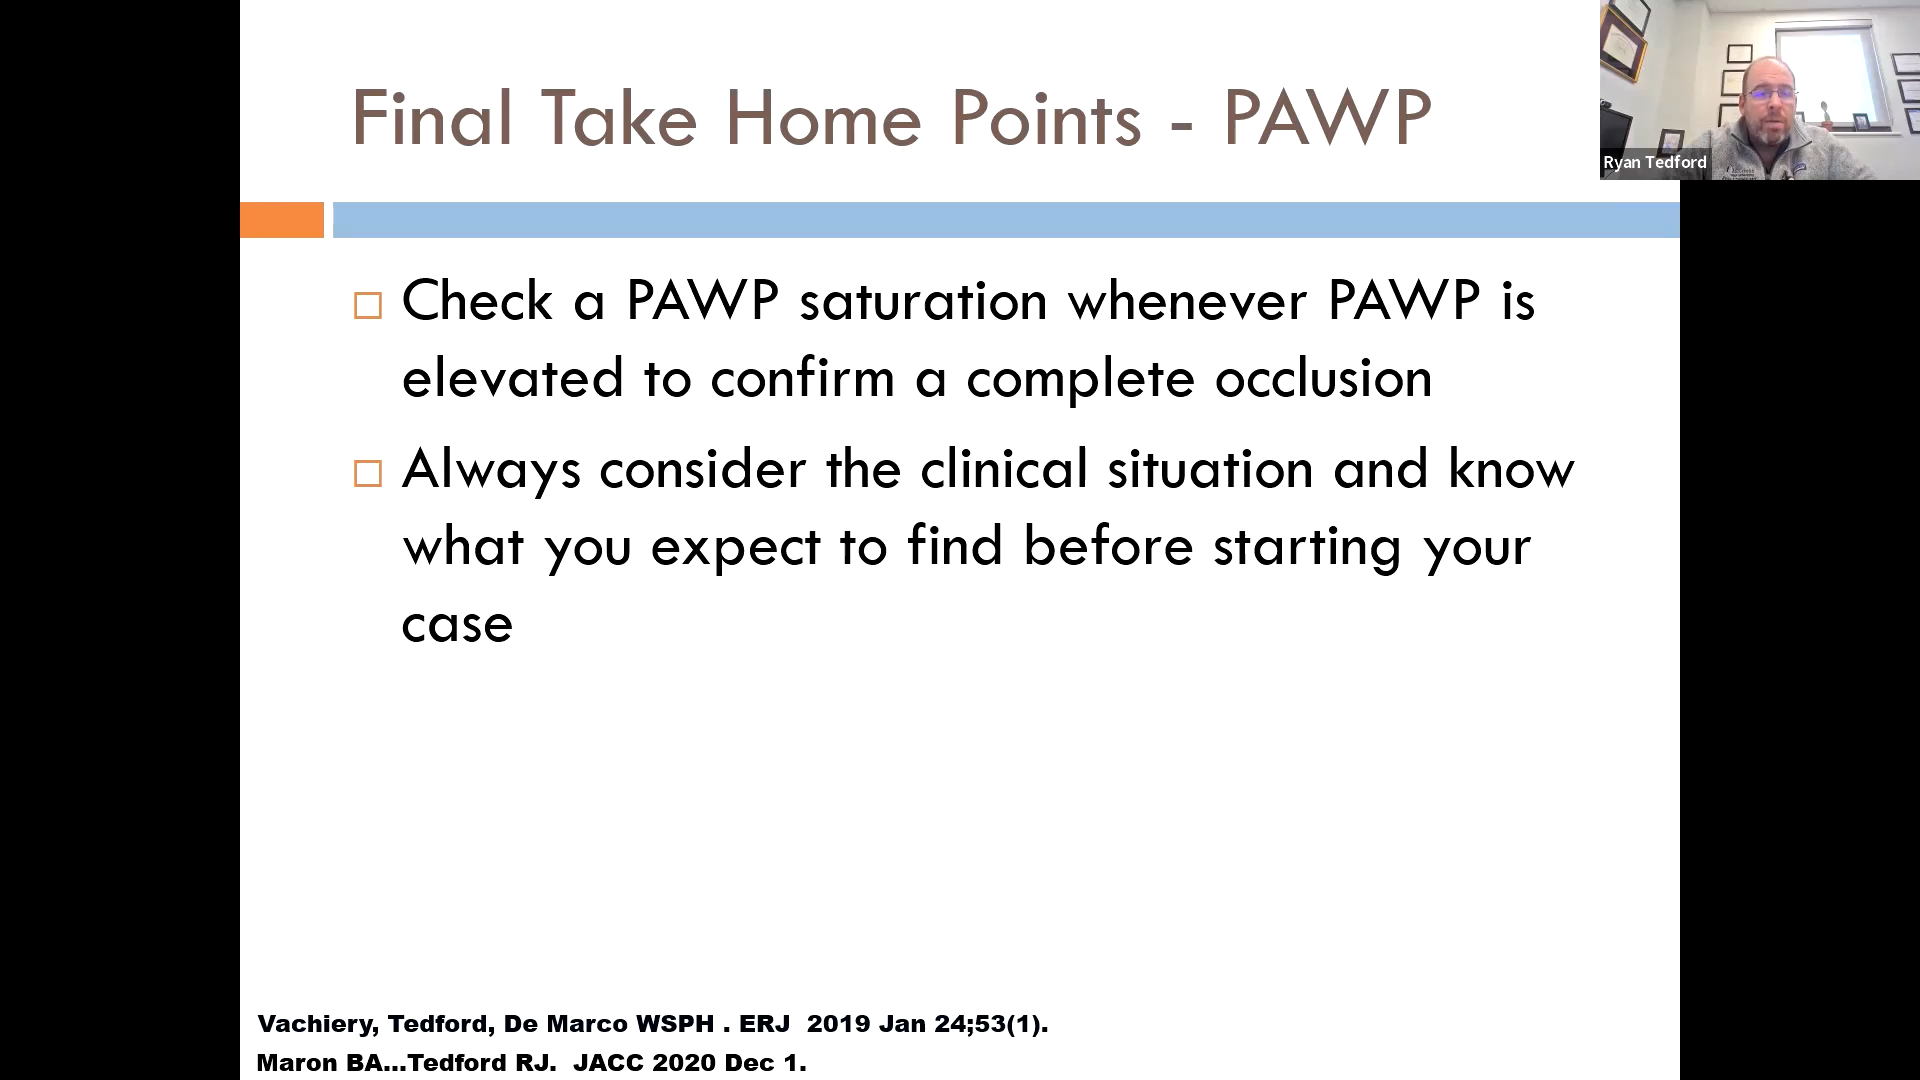 Final Take Home Points - PAWP
Ryan Tedford
Check a PAWP saturation whenever PAWP is
elevated to confirm a complete occlusion
Always consider the clinical situation and know
what you expect to find before starting your
case
Vachiery, Tedford, De Marco WSPH . ERJ 2019 Jan 24;53(1).
Maron BA...Tedford RJ. JACC 2020 Dec 1.